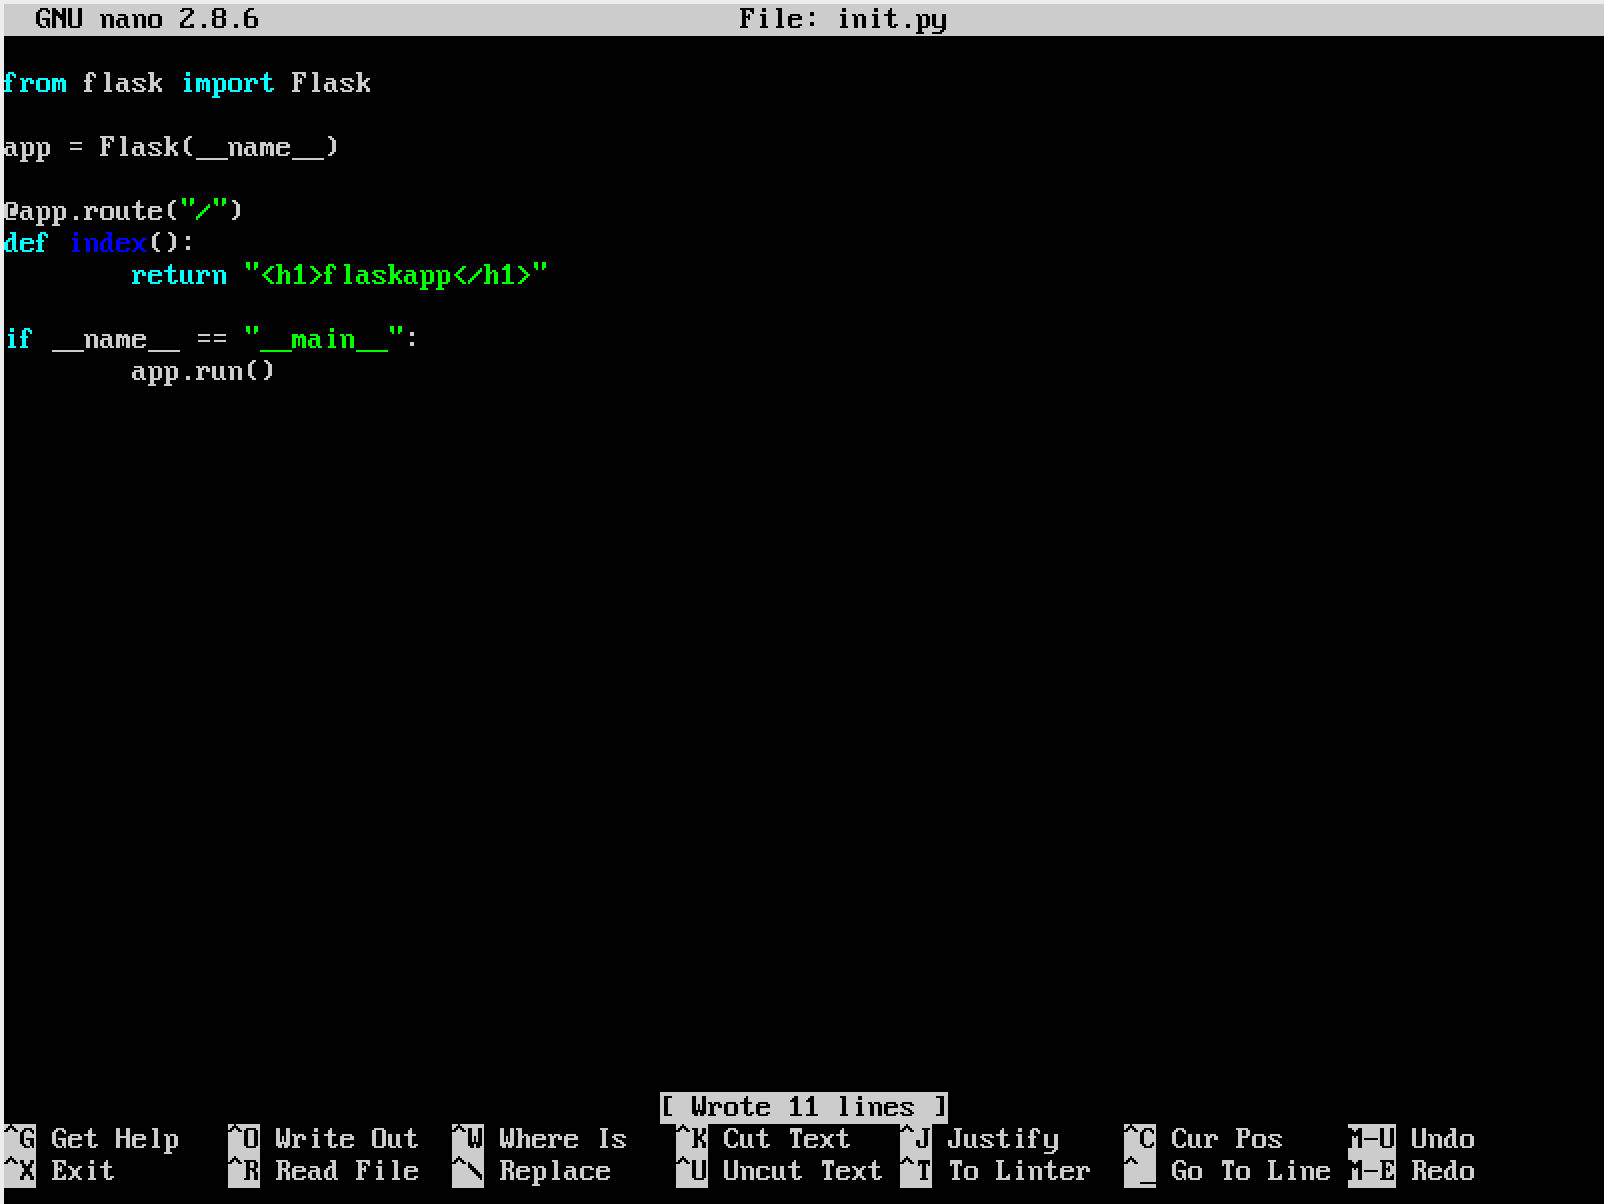 GNU nano 2.8.6 File: init.py
from flask import Flask
app = Flask(__name__)
@app.route("/")
def index():
        return "<h1>flaskapp</h1>"
if __name__ == "__main__":
        app.run()
[ Wrote 11 lines ]
^G Get Help ^O Write Out ^W Where Is ^K Cut Text ^J Justify ^C Cur Pos M-U Undo
^X Exit ^R Read File ^\ Replace ^U Uncut Text ^T To Linter ^_ Go To Line M-E Redo